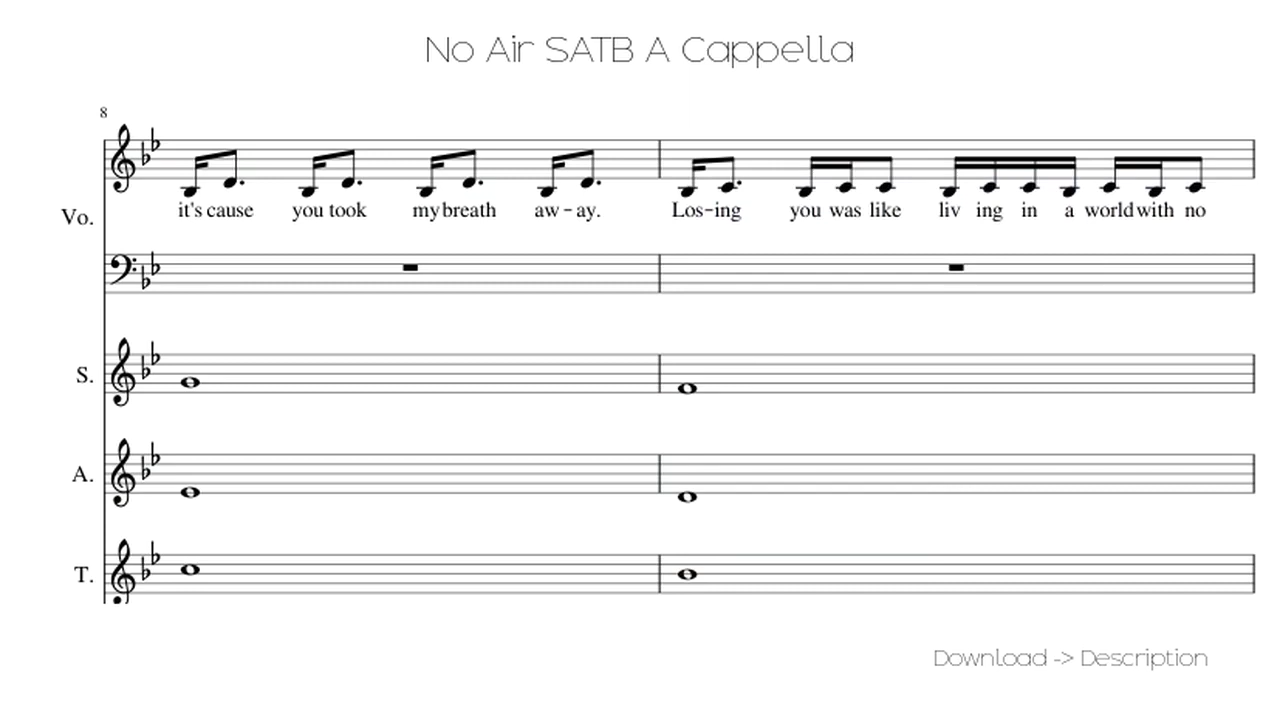 No Air SATB A Cappella
8
Vo.
it's cause you took my breath aw-ay. Los-ing you was like liv ing in a world with no
S.
A.
T.
Download -> Description